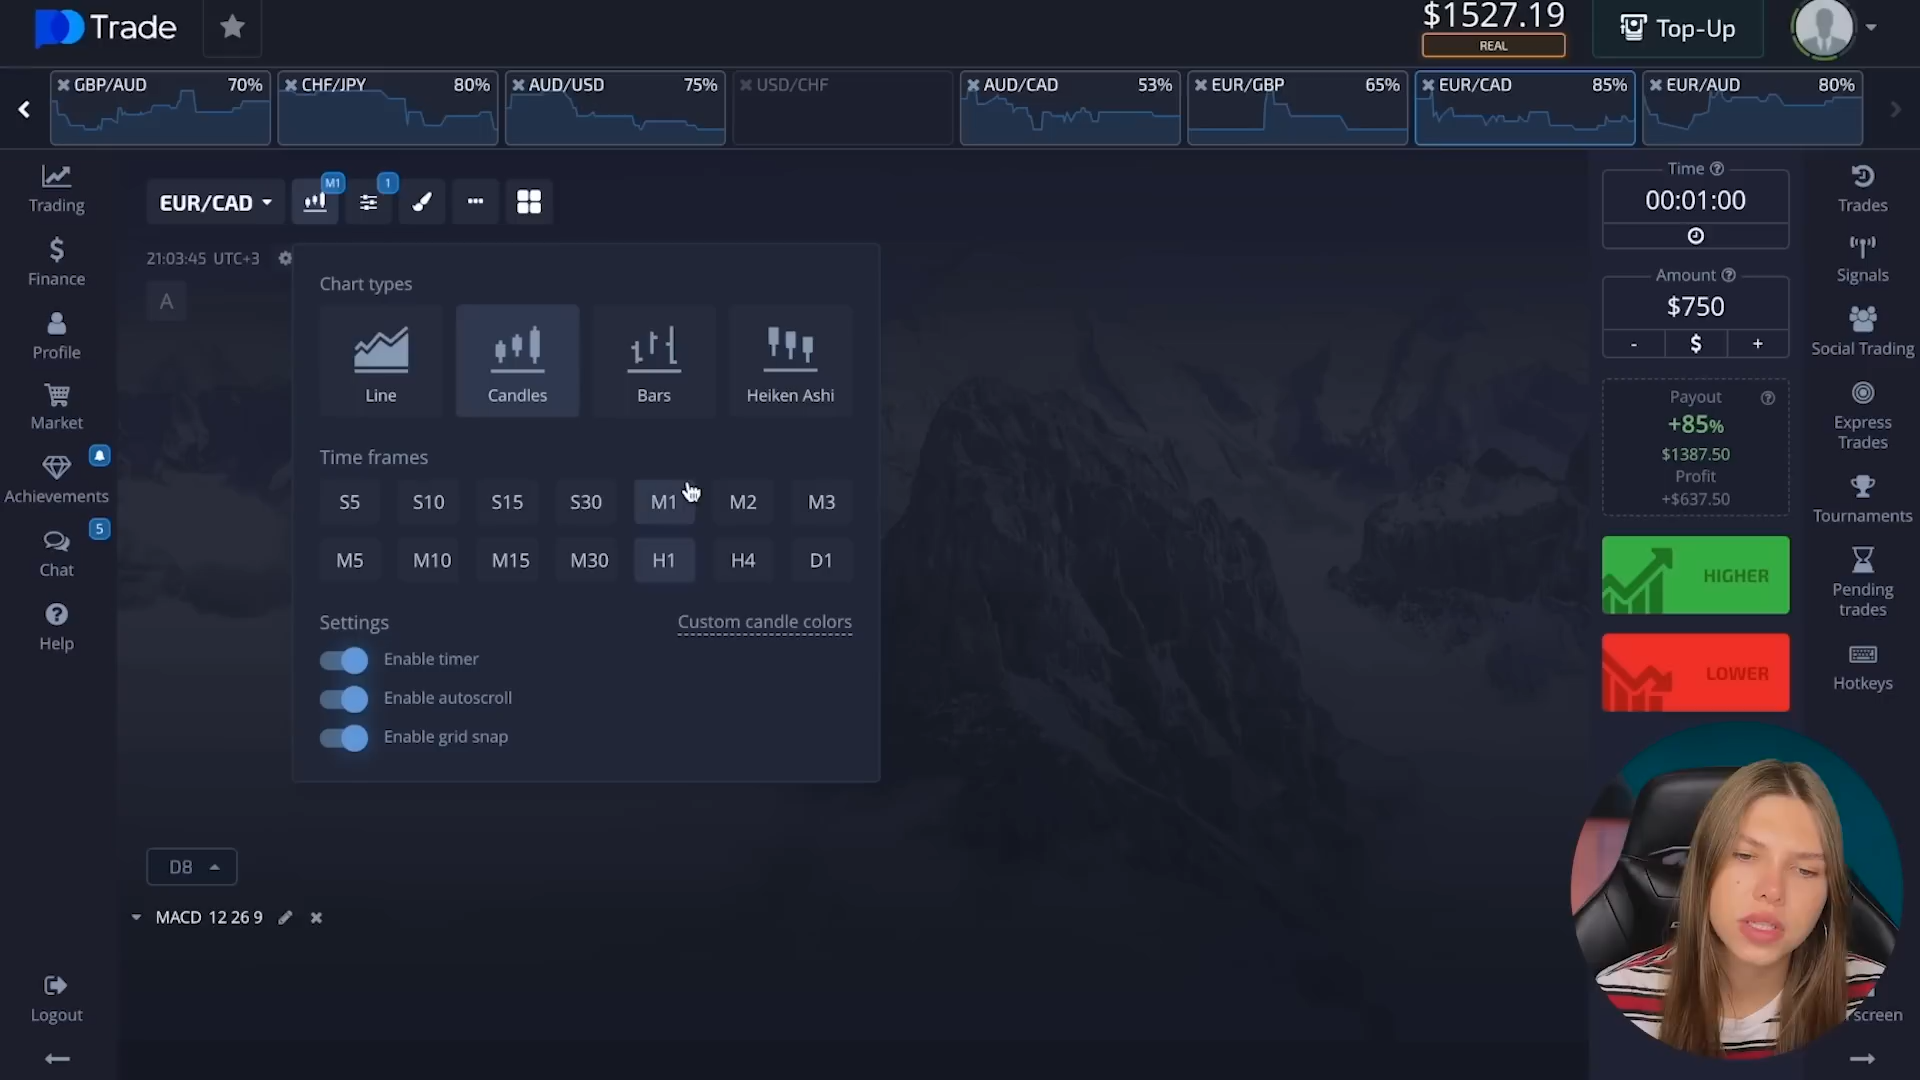 Trade
$1527.19
REAL
Top-Up
GBP/AUD 70%
CHF/JPY 80%
AUD/USD 75%
USD/CHF
AUD/CAD 53%
EUR/GBP 65%
EUR/CAD 85%
EUR/AUD 80%
Trading
Finance
Profile
Market
Achievements
5
Chat
Help
Logout
EUR/CAD
M1
1
21:03:45 UTC+3
A
Chart types
Line
Candles
Bars
Heiken Ashi
Time frames
S5 S10 S15 S30 M1 M2 M3
M5 M10 M15 M30 H1 H4 D1
Settings
Custom candle colors
Enable timer
Enable autoscroll
Enable grid snap
D8
MACD 12 26 9
Time
00:01:00
Amount
$750
- $ +
Payout
+85%
$1387.50
Profit
+$637.50
HIGHER
LOWER
Trades
Signals
Social Trading
Express
Trades
Tournaments
Pending
trades
Hotkeys
screen